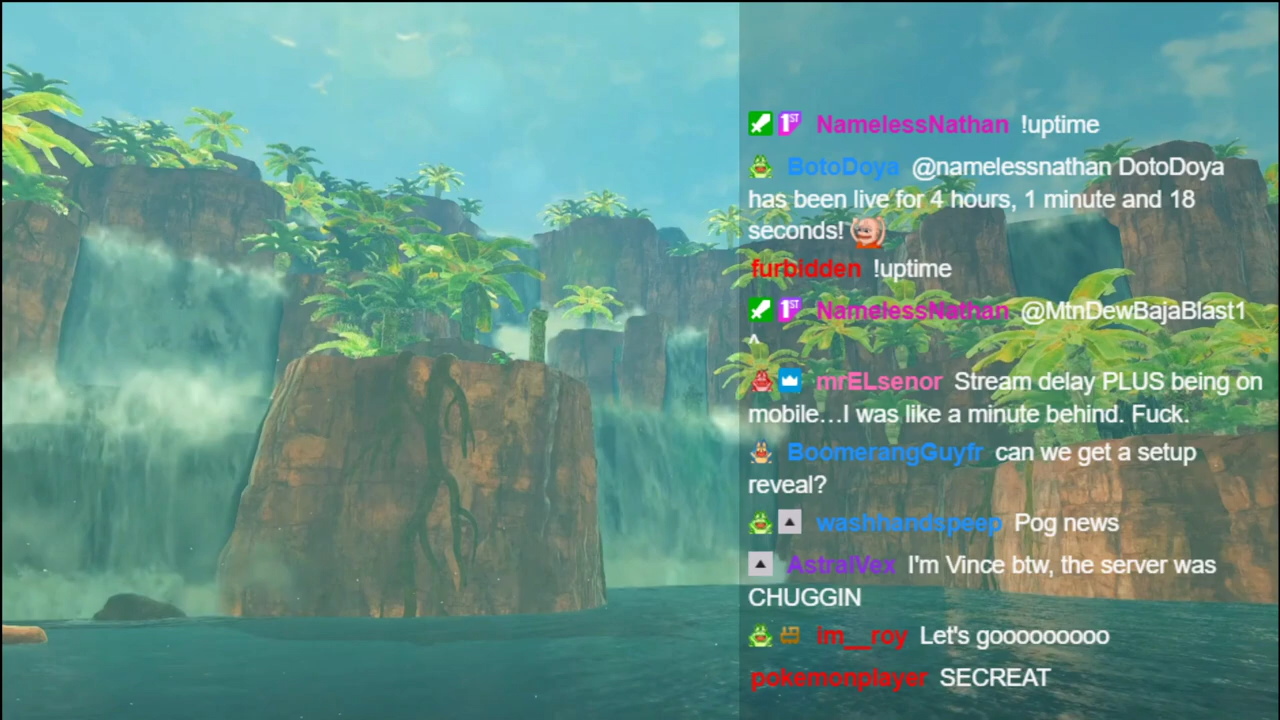 NamelessNathan !uptime
BotoDoya @namelessnathan DotoDoya
has been live for 4 hours, 1 minute and 18
seconds!
furbidden !uptime
NamelessNathan @MtnDewBajaBlast1
^
mrELsenor Stream delay PLUS being on
mobile…I was like a minute behind. Fuck.
BoomerangGuyfr can we get a setup
reveal?
washhandspeep Pog news
AstralVex I'm Vince btw, the server was
CHUGGIN
im__roy Let's gooooooooo
pokemonplayer SECREAT